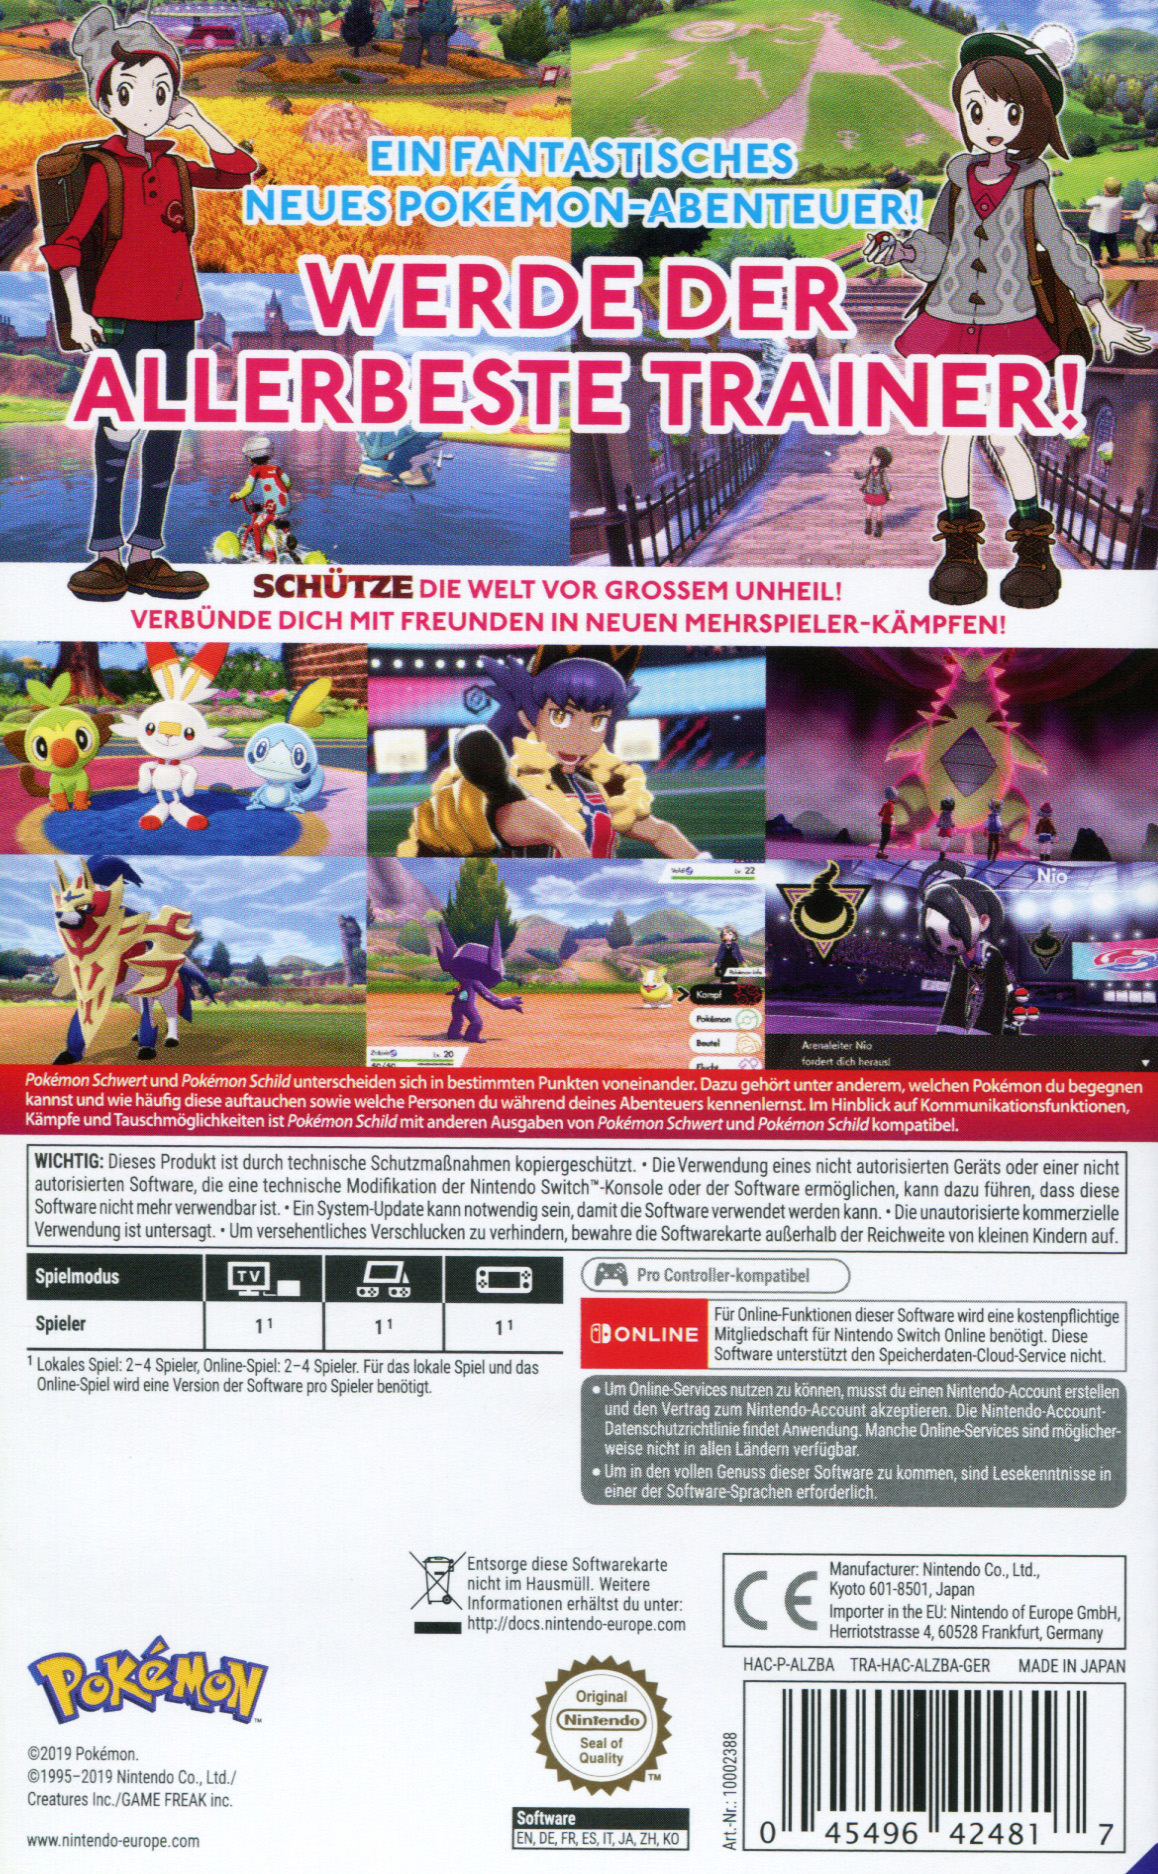 EIN FANTASTISCHES
NEUES POKÉMON-ABENTEUER!
WERDE DER
ALLERBESTE TRAINER!
SCHÜTZE DIE WELT VOR GROSSEM UNHEIL!
VERBÜNDE DICH MIT FREUNDEN IN NEUEN MEHRSPIELER-KÄMPFEN!
Lv. 22
Pokémon-Info
Kampf
Pokémon
Beutel
Flucht
Zobiris
Lv. 20
Nio
Arenaleiter Nio
fordert dich heraus!
Pokémon Schwert und Pokémon Schild unterscheiden sich in bestimmten Punkten voneinander. Dazu gehört unter anderem, welchen Pokémon du begegnen
kannst und wie häufig diese auftauchen sowie welche Personen du während deines Abenteuers kennenlernst. Im Hinblick auf Kommunikationsfunktionen,
Kämpfe und Tauschmöglichkeiten ist Pokémon Schild mit anderen Ausgaben von Pokémon Schwert und Pokémon Schild kompatibel.
WICHTIG: Dieses Produkt ist durch technische Schutzmaßnahmen kopiergeschützt. • Die Verwendung eines nicht autorisierten Geräts oder einer nicht
autorisierten Software, die eine technische Modifikation der Nintendo Switch™-Konsole oder der Software ermöglichen, kann dazu führen, dass diese
Software nicht mehr verwendbar ist. • Ein System-Update kann notwendig sein, damit die Software verwendet werden kann. • Die unautorisierte kommerzielle
Verwendung ist untersagt. • Um versehentliches Verschlucken zu verhindern, bewahre die Softwarekarte außerhalb der Reichweite von kleinen Kindern auf.
Spielmodus TV
Spieler 1¹ 1¹ 1¹
¹ Lokales Spiel: 2–4 Spieler, Online-Spiel: 2–4 Spieler. Für das lokale Spiel und das
Online-Spiel wird eine Version der Software pro Spieler benötigt.
Pro Controller-kompatibel
ONLINE
Für Online-Funktionen dieser Software wird eine kostenpflichtige
Mitgliedschaft für Nintendo Switch Online benötigt. Diese
Software unterstützt den Speicherdaten-Cloud-Service nicht.
• Um Online-Services nutzen zu können, musst du einen Nintendo-Account erstellen
und den Vertrag zum Nintendo-Account akzeptieren. Die Nintendo-Account-
Datenschutzrichtlinie findet Anwendung. Manche Online-Services sind möglicher-
weise nicht in allen Ländern verfügbar.
• Um in den vollen Genuss dieser Software zu kommen, sind Lesekenntnisse in
einer der Software-Sprachen erforderlich.
Entsorge diese Softwarekarte
nicht im Hausmüll. Weitere
Informationen erhältst du unter:
http://docs.nintendo-europe.com
CE
Manufacturer: Nintendo Co., Ltd.,
Kyoto 601-8501, Japan
Importer in the EU: Nintendo of Europe GmbH,
Herriotstrasse 4, 60528 Frankfurt, Germany
HAC-P-ALZBA TRA-HAC-ALZBA-GER MADE IN JAPAN
POKéMON™
©2019 Pokémon.
©1995–2019 Nintendo Co., Ltd./
Creatures Inc./GAME FREAK inc.
www.nintendo-europe.com
Original
Nintendo
Seal of
Quality
TM
Software
EN, DE, FR, ES, IT, JA, ZH, KO
Art.-Nr.: 10002388
0 45496 42481 7